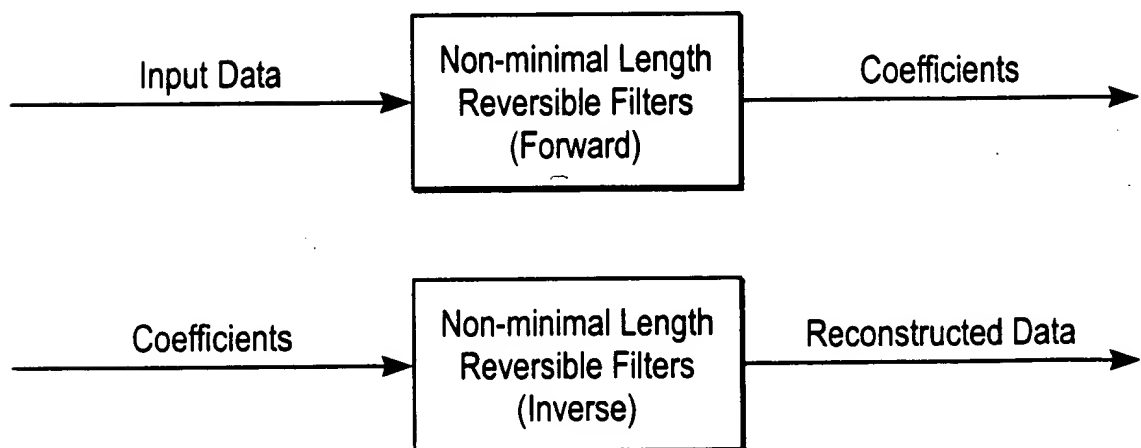 Input Data
Non-minimal Length
Reversible Filters
(Forward)
Coefficients
Coefficients
Non-minimal Length
Reversible Filters
(Inverse)
Reconstructed Data